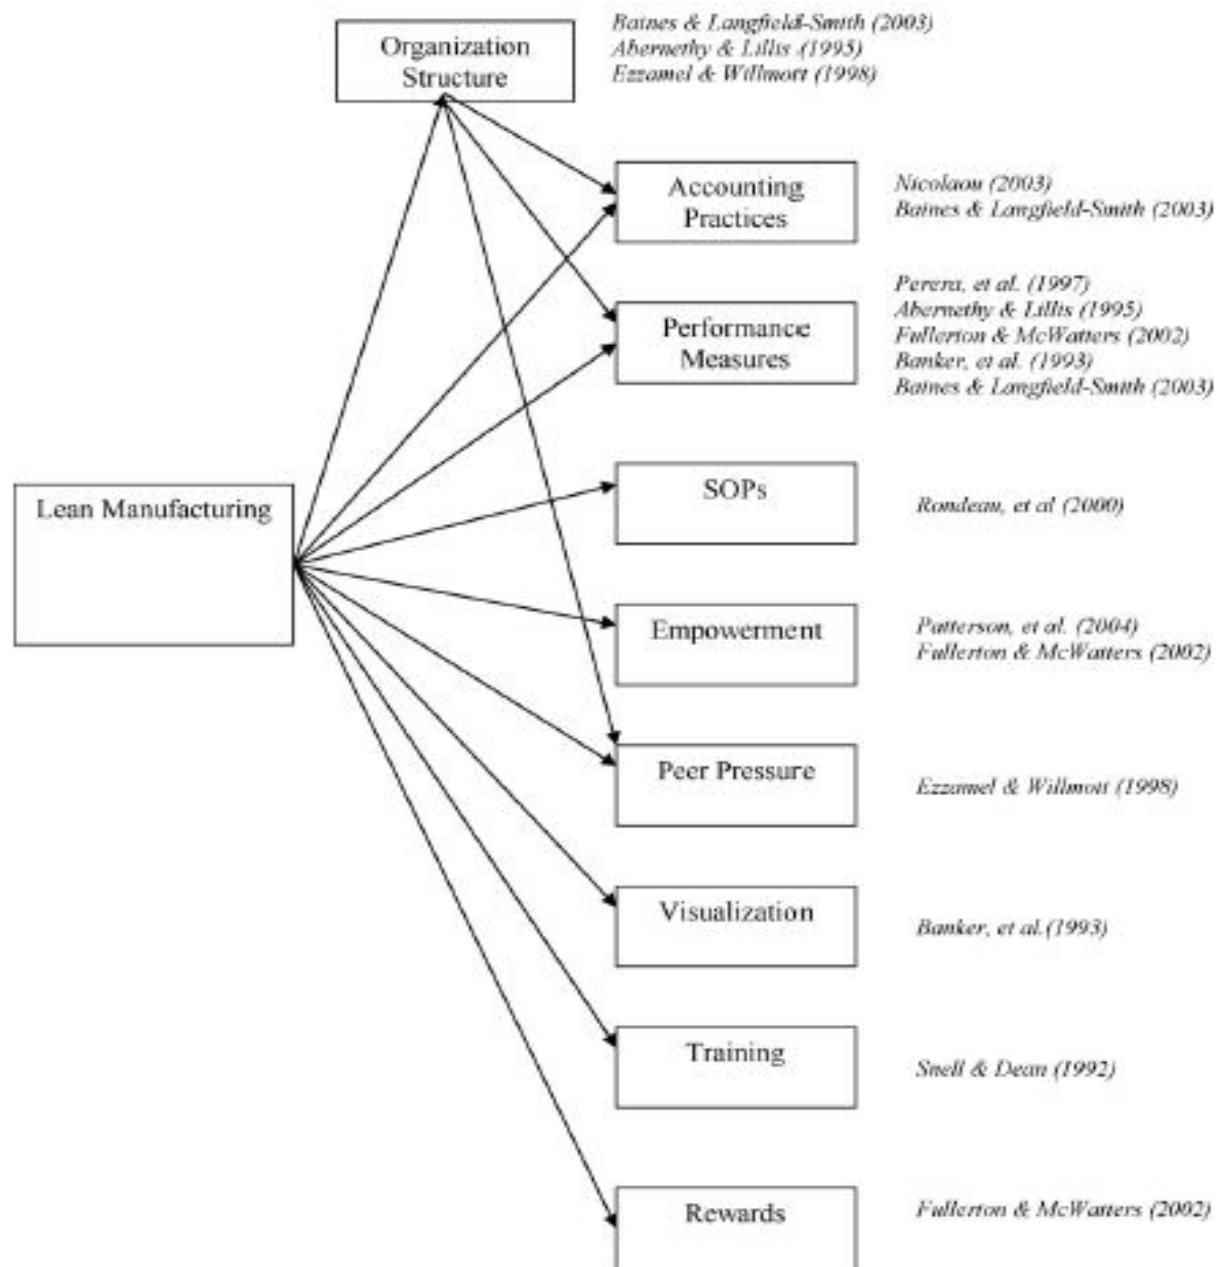 Organization
Structure
Baines & Langfield-Smith (2003)
Abernethy & Lillis (1995)
Ezzamel & Willmott (1998)
Accounting
Practices
Nicolaou (2003)
Baines & Langfield-Smith (2003)
Performance
Measures
Perera, et al. (1997)
Abernethy & Lillis (1995)
Fullerton & McWatters (2002)
Banker, et al. (1993)
Baines & Langfield-Smith (2003)
Lean Manufacturing
SOPs
Rondeau, et al (2000)
Empowerment
Patterson, et al. (2004)
Fullerton & McWatters (2002)
Peer Pressure
Ezzamel & Willmott (1998)
Visualization
Banker, et al.(1993)
Training
Snell & Dean (1992)
Rewards
Fullerton & McWatters (2002)